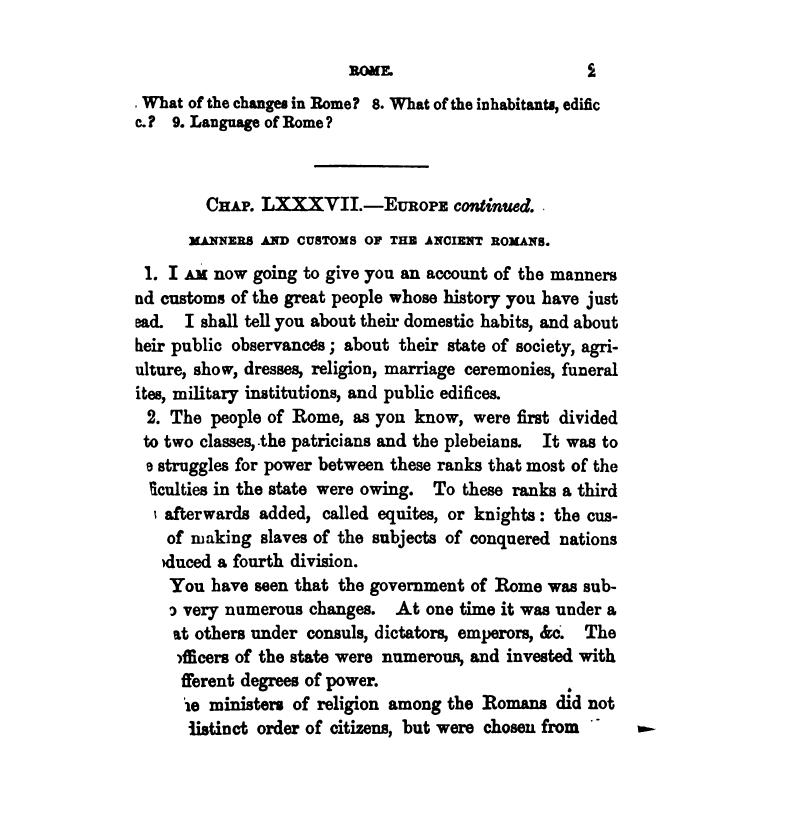 ROME.
What of the changes in Rome? 8. What of the inhabitants, edific
c.? 9. Language of Rome?
CHAP. LXXXVII.—EUROPE continued.
MANNERS AND CUSTOMS OF THE ANCIENT ROMANS.
1. I AM now going to give you an account of the manners
nd customs of the great people whose history you have just
ead. I shall tell you about their domestic habits, and about
heir public observances; about their state of society, agri-
ulture, show, dresses, religion, marriage ceremonies, funeral
ites, military institutions, and public edifices.
2. The people of Rome, as you know, were first divided
to two classes, the patricians and the plebeians. It was to
e struggles for power between these ranks that most of the
ficulties in the state were owing. To these ranks a third
afterwards added, called equites, or knights: the cus-
of making slaves of the subjects of conquered nations
duced a fourth division.
You have seen that the government of Rome was sub-
o very numerous changes. At one time it was under a
at others under consuls, dictators, emperors, &c. The
officers of the state were numerous, and invested with
fferent degrees of power.
he ministers of religion among the Romans did not
distinct order of citizens, but were chosen from